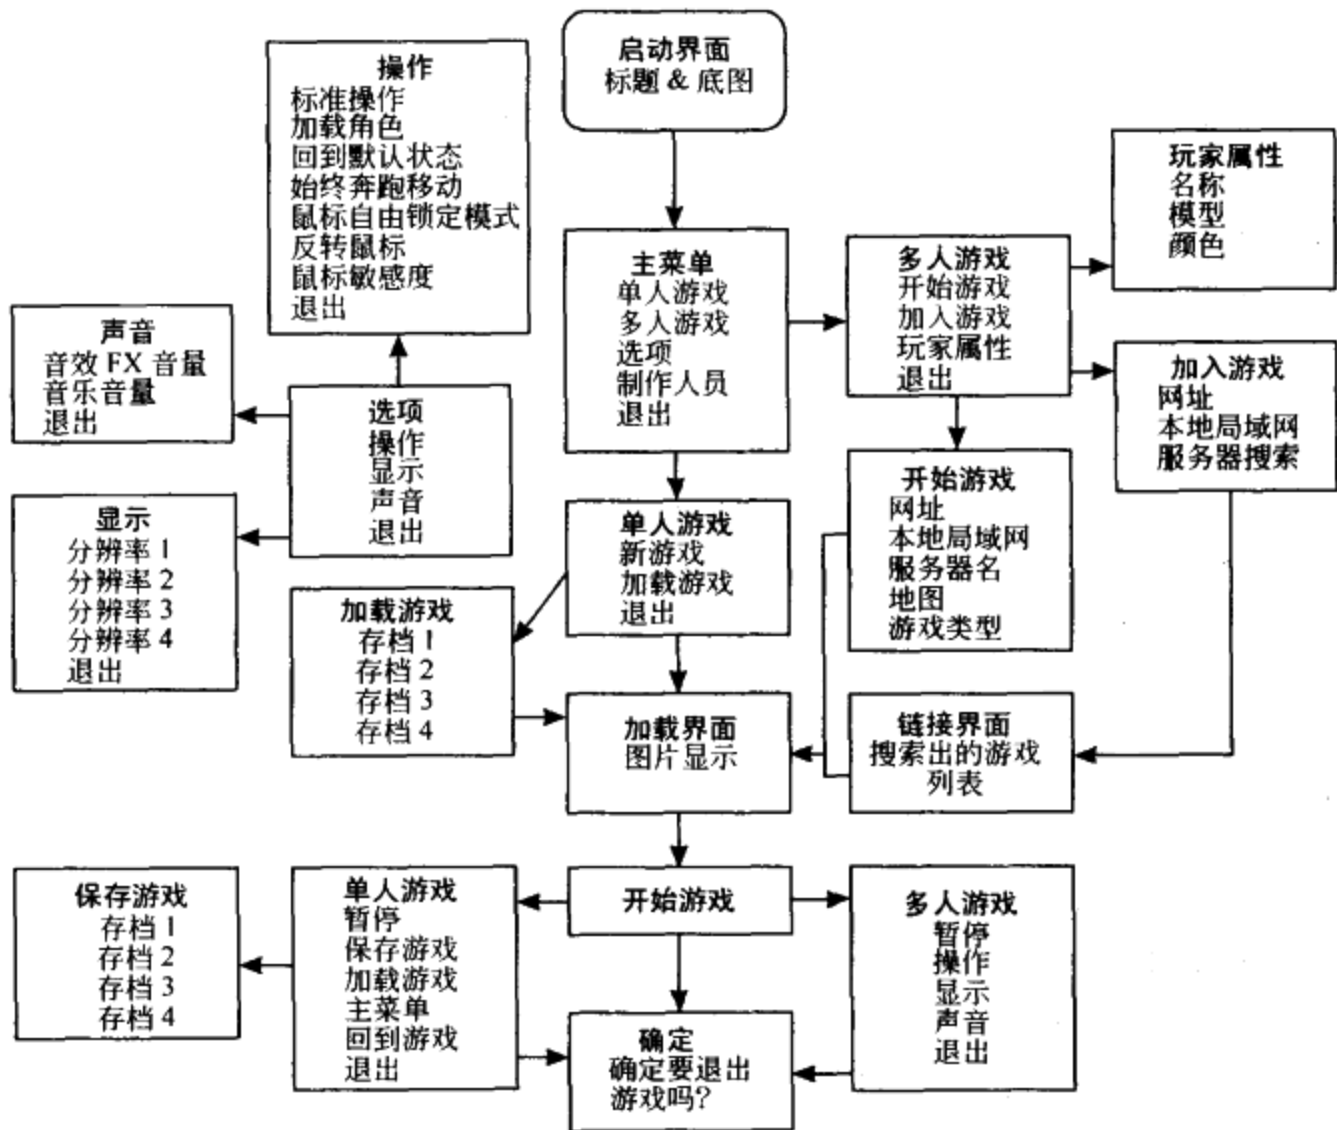 启动界面
标题 & 底图
操作
标准操作
加载角色
回到默认状态
始终奔跑移动
鼠标自由锁定模式
反转鼠标
鼠标敏感度
退出
玩家属性
名称
模型
颜色
主菜单
单人游戏
多人游戏
选项
制作人员
退出
多人游戏
开始游戏
加入游戏
玩家属性
退出
声音
音效 FX 音量
音乐音量
退出
加入游戏
网址
本地局域网
服务器搜索
选项
操作
显示
声音
退出
开始游戏
网址
本地局域网
服务器名
地图
游戏类型
显示
分辨率 1
分辨率 2
分辨率 3
分辨率 4
退出
单人游戏
新游戏
加载游戏
退出
加载游戏
存档 1
存档 2
存档 3
存档 4
加载界面
图片显示
链接界面
搜索出的游戏
列表
保存游戏
存档 1
存档 2
存档 3
存档 4
单人游戏
暂停
保存游戏
加载游戏
主菜单
回到游戏
退出
开始游戏
多人游戏
暂停
操作
显示
声音
退出
确定
确定要退出
游戏吗?